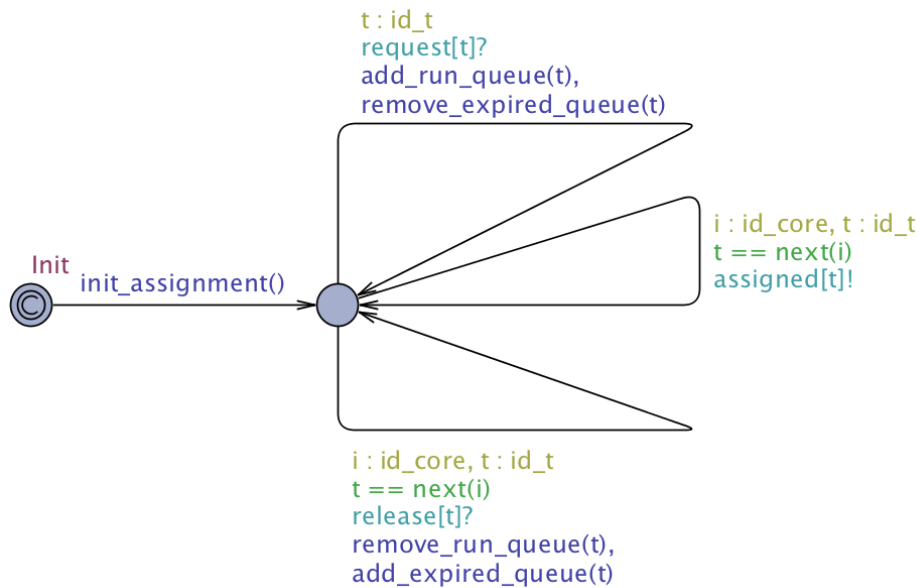 t : id_t
request[t]?
add_run_queue(t),
remove_expired_queue(t)
i : id_core, t : id_t
t == next(i)
assigned[t]!
Init
init_assignment()
C
i : id_core, t : id_t
t == next(i)
release[t]?
remove_run_queue(t),
add_expired_queue(t)